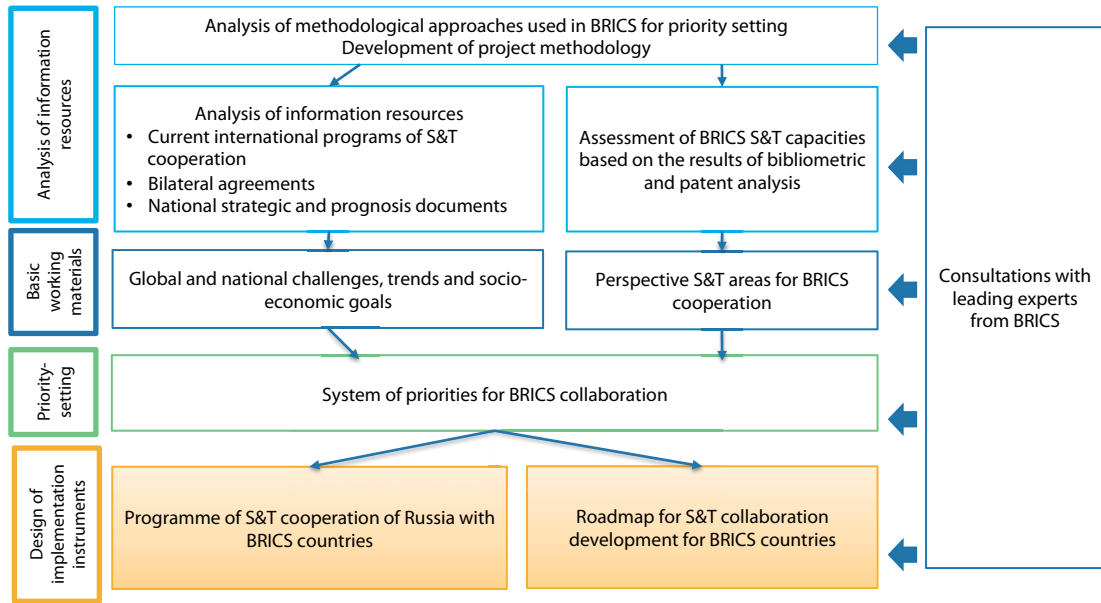 Analysis of information
resources
Analysis of methodological approaches used in BRICS for priority setting
Development of project methodology
Analysis of information resources
• Current international programs of S&T
cooperation
• Bilateral agreements
• National strategic and prognosis documents
Assessment of BRICS S&T capacities
based on the results of bibliometric
and patent analysis
Basic
working
materials
Global and national challenges, trends and socio-
economic goals
Perspective S&T areas for BRICS
cooperation
Consultations with
leading experts
from BRICS
Priority-
setting
System of priorities for BRICS collaboration
Design of
implementation
instruments
Programme of S&T cooperation of Russia with
BRICS countries
Roadmap for S&T collaboration
development for BRICS countries